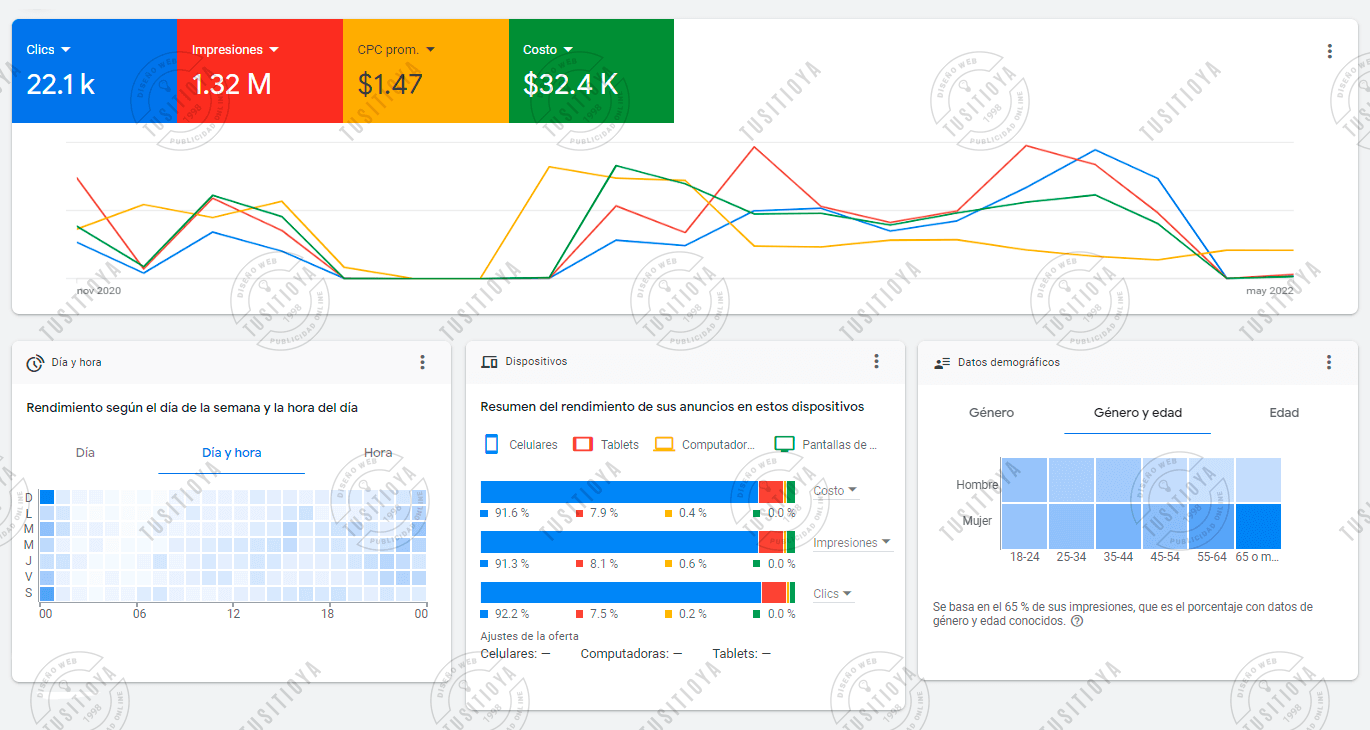 Clics Impresiones CPC prom. Costo
22.1 k 1.32 M $1.47 $32.4 K
nov 2020 may 2022
Día y hora
Rendimiento según el día de la semana y la hora del día
Día Día y hora Hora
D
L
M
M
J
V
S
00 06 12 18 00
Dispositivos
Resumen del rendimiento de sus anuncios en estos dispositivos
Celulares Tablets Computador... Pantallas de ...
Costo
91.6 % 7.9 % 0.4 % 0.0 %
Impresiones
91.3 % 8.1 % 0.6 % 0.0 %
Clics
92.2 % 7.5 % 0.2 % 0.0 %
Ajustes de la oferta
Celulares: — Computadoras: — Tablets: —
Datos demográficos
Género Género y edad Edad
Hombre
Mujer
18-24 25-34 35-44 45-54 55-64 65 o m...
Se basa en el 65 % de sus impresiones, que es el porcentaje con datos de
género y edad conocidos.
DISEÑO WEB
TUSITIOYA
1998
PUBLICIDAD ONLINE